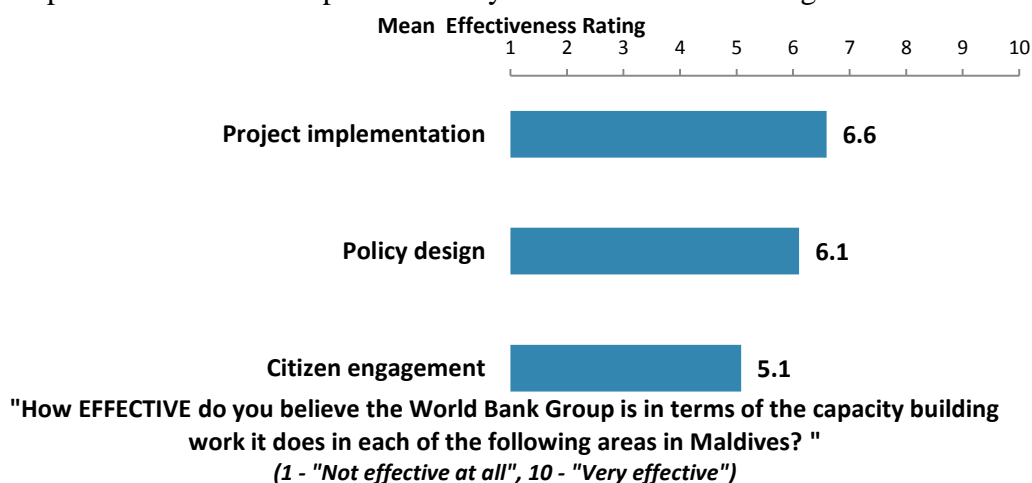 Mean Effectiveness Rating
1 2 3 4 5 6 7 8 9 10
Project implementation 6.6
Policy design 6.1
Citizen engagement 5.1
"How EFFECTIVE do you believe the World Bank Group is in terms of the capacity building
work it does in each of the following areas in Maldives? "
(1 - "Not effective at all", 10 - "Very effective")